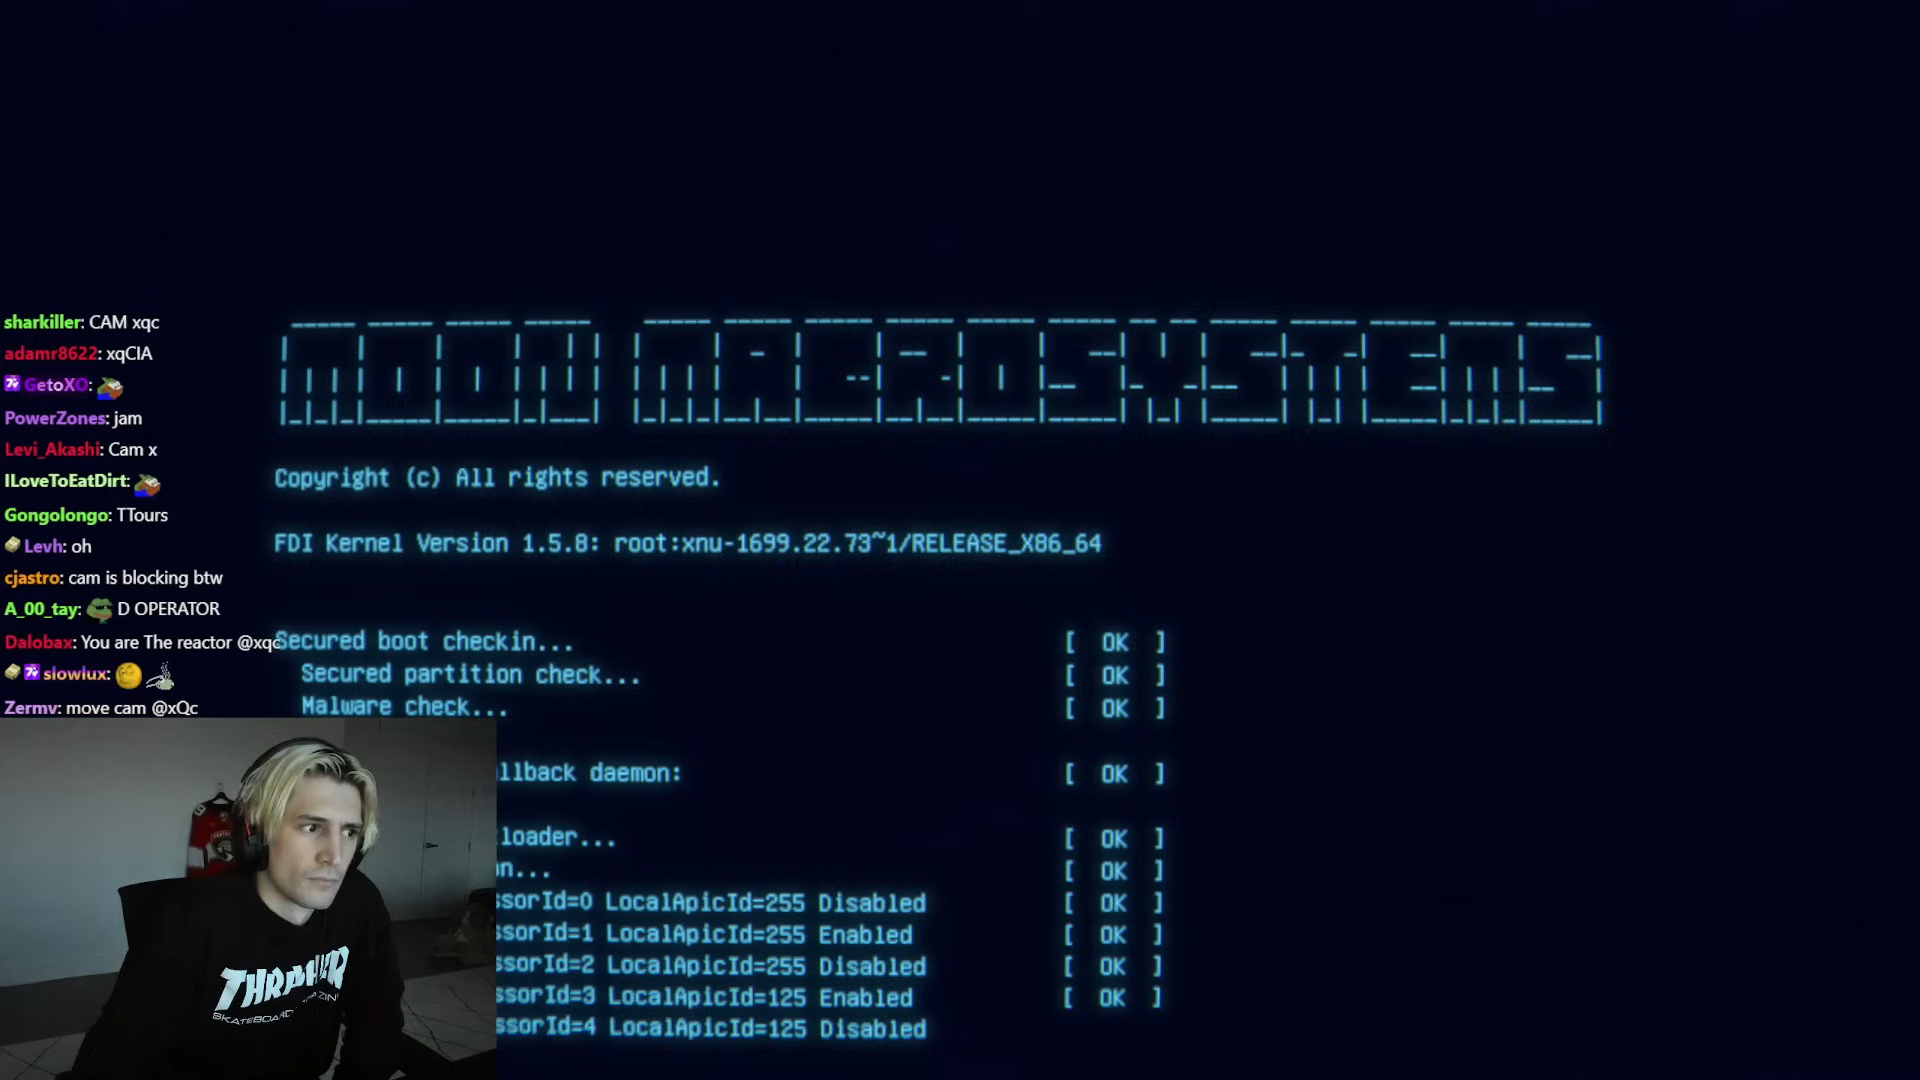 MOON MACROSYSTEMS
Copyright (c) All rights reserved.
FDI Kernel Version 1.5.8: root:xnu-1699.22.73~1/RELEASE_X86_64
Secured boot checkin... [ OK ]
Secured partition check... [ OK ]
Malware check... [ OK ]
llback daemon: [ OK ]
loader... [ OK ]
on... [ OK ]
ssorId=0 LocalApicId=255 Disabled [ OK ]
ssorId=1 LocalApicId=255 Enabled [ OK ]
ssorId=2 LocalApicId=255 Disabled [ OK ]
ssorId=3 LocalApicId=125 Enabled [ OK ]
ssorId=4 LocalApicId=125 Disabled
sharkiller: CAM xqc
adamr8622: xqCIA
GetoXO:
PowerZones: jam
Levi_Akashi: Cam x
ILoveToEatDirt:
Gongolongo: TTours
Levh: oh
cjastro: cam is blocking btw
A_00_tay: D OPERATOR
Dalobax: You are The reactor @xqc
slowlux:
Zermv: move cam @xQc
THRASHER
SKATEBOARD MAGAZINE